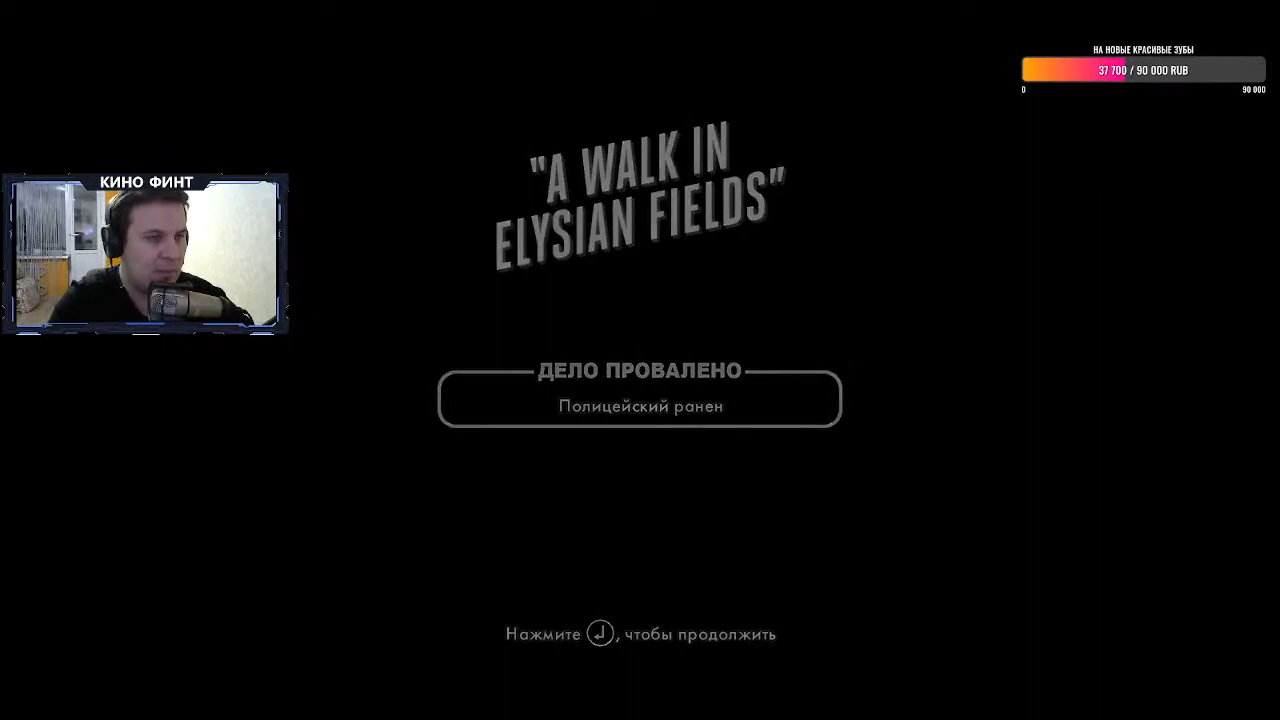 НА НОВЫЕ КРАСИВЫЕ ЗУБЫ
37 700 / 90 000 RUB
0 90 000
"A WALK IN
ELYSIAN FIELDS"
КИНО ФИНТ
ДЕЛО ПРОВАЛЕНО
Полицейский ранен
Нажмите , чтобы продолжить